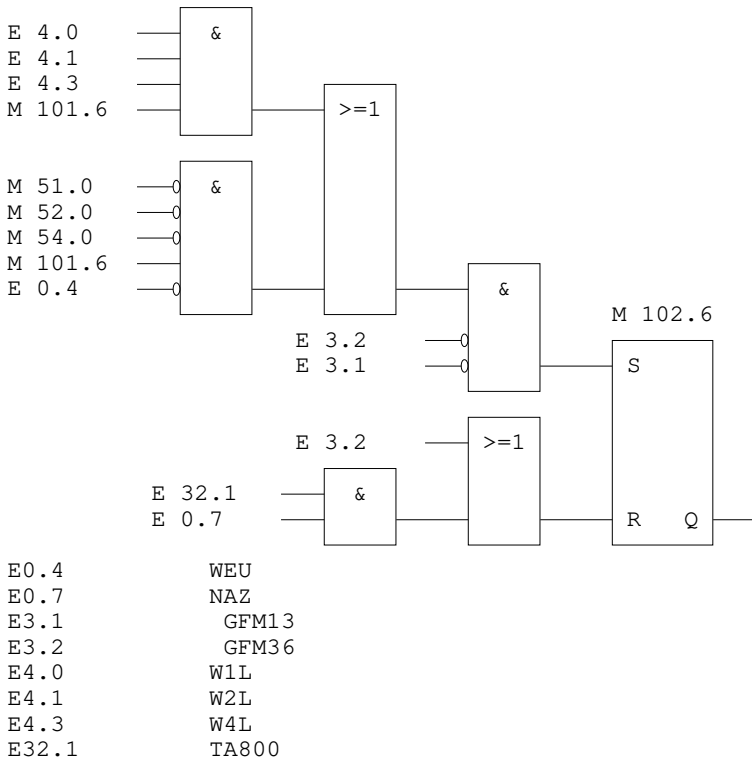 E 4.0 &
E 4.1
E 4.3
M 101.6 >=1
M 51.0 &
M 52.0
M 54.0
M 101.6
E 0.4 &
M 102.6
E 3.2
E 3.1 S
E 3.2 >=1
E 32.1 &
E 0.7 R Q
E0.4 WEU
E0.7 NAZ
E3.1 GFM13
E3.2 GFM36
E4.0 W1L
E4.1 W2L
E4.3 W4L
E32.1 TA800